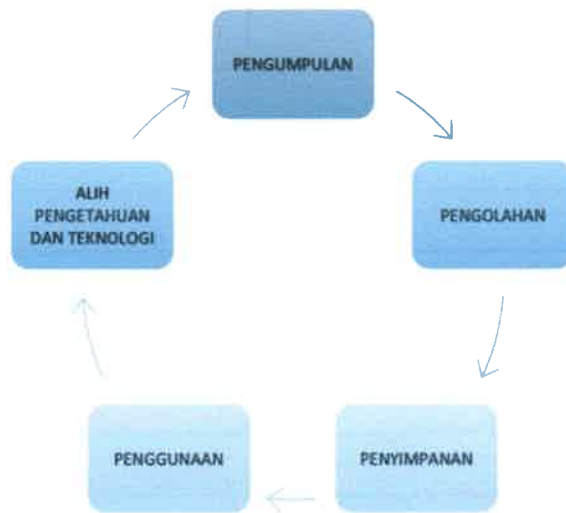 PENGUMPULAN
PENGOLAHAN
PENYIMPANAN
PENGGUNAAN
ALIH
PENGETAHUAN
DAN TEKNOLOGI